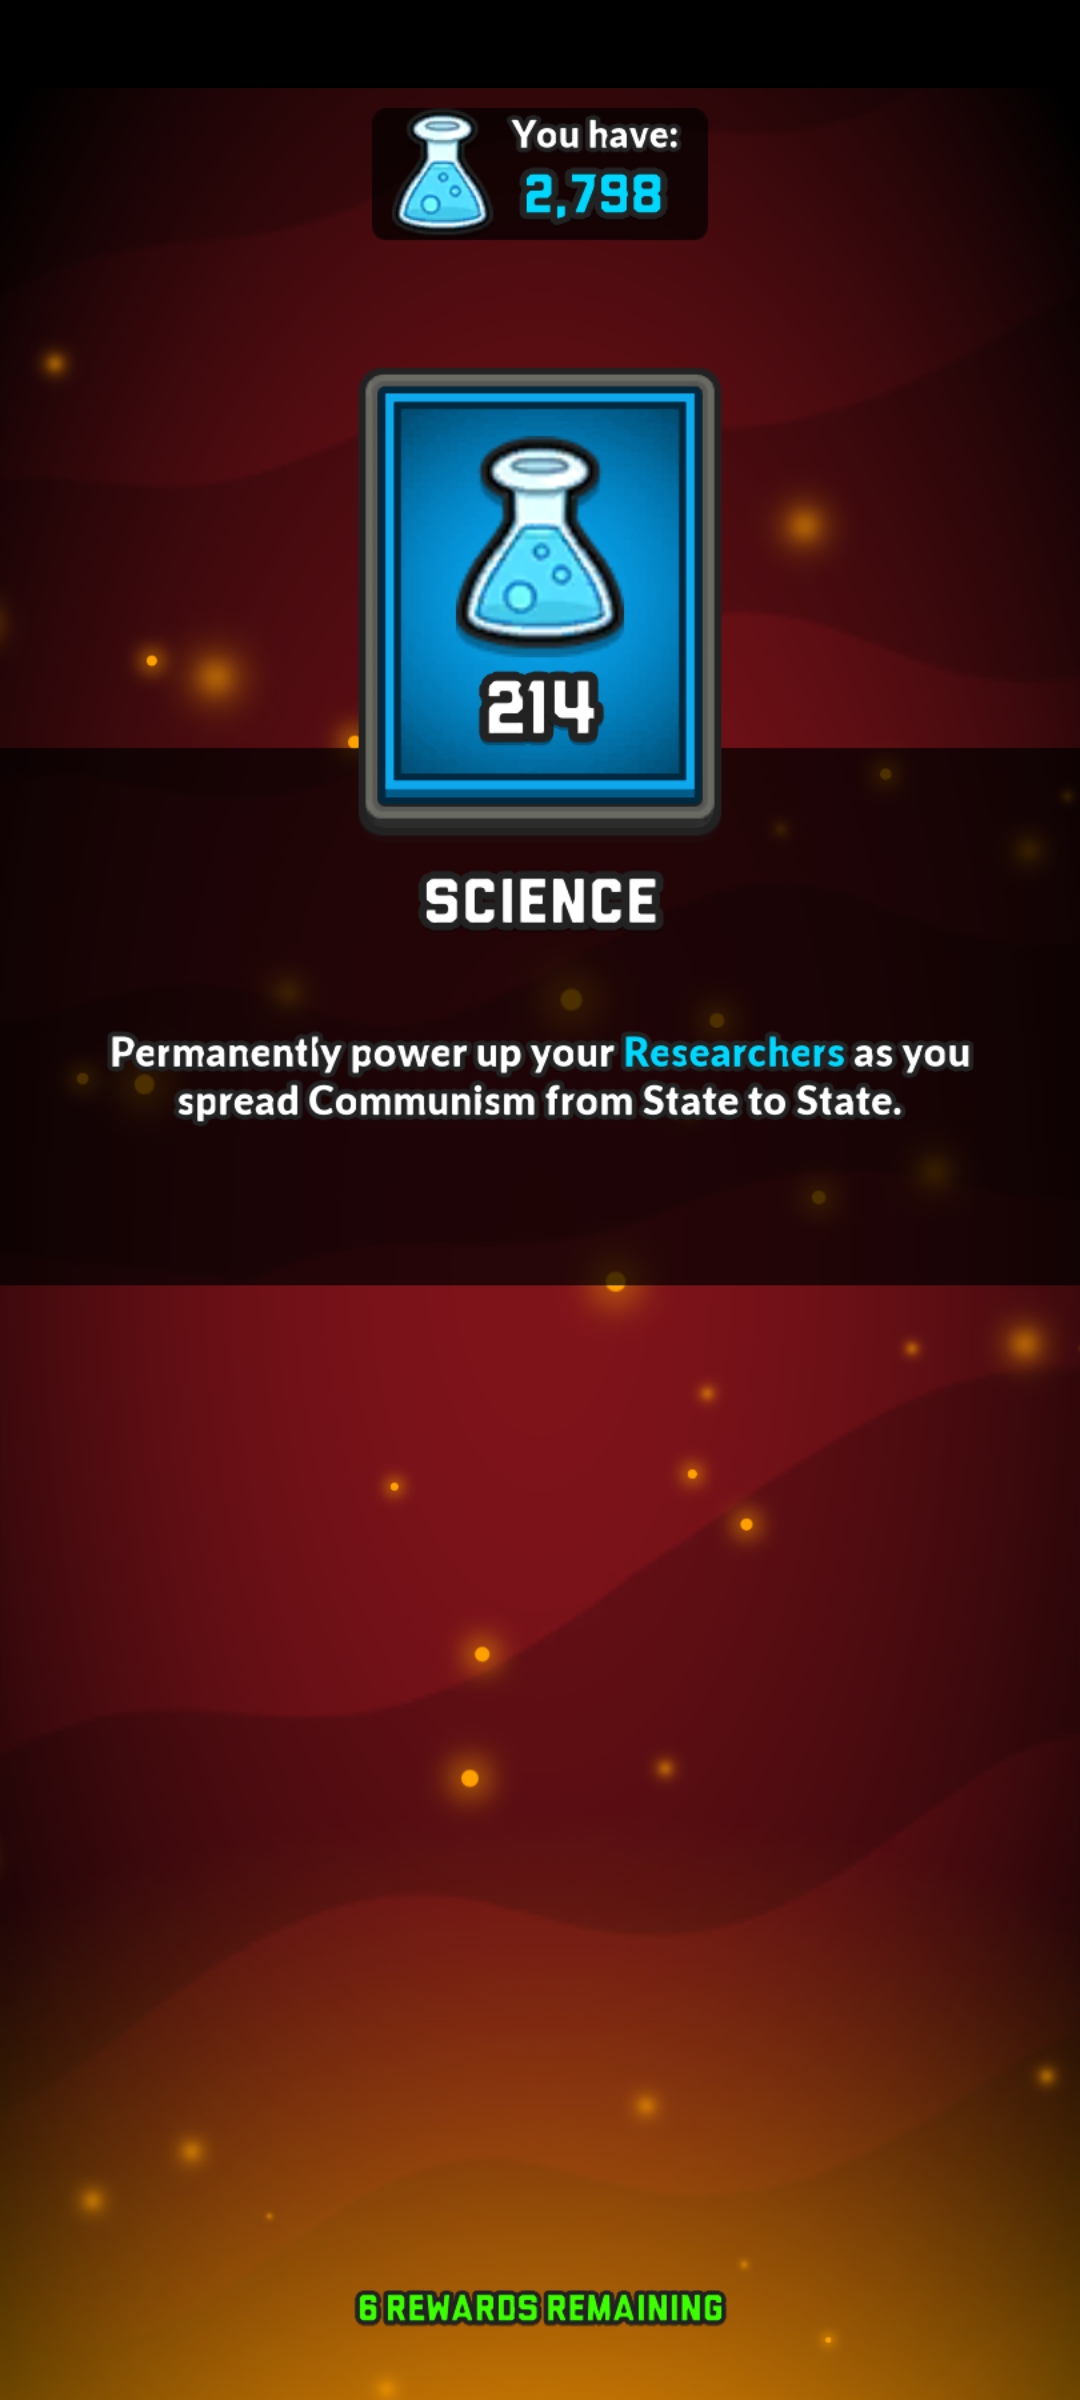 You have:
2,798
214
SCIENCE
Permanently power up your Researchers as you
spread Communism from State to State.
6 REWARDS REMAINING